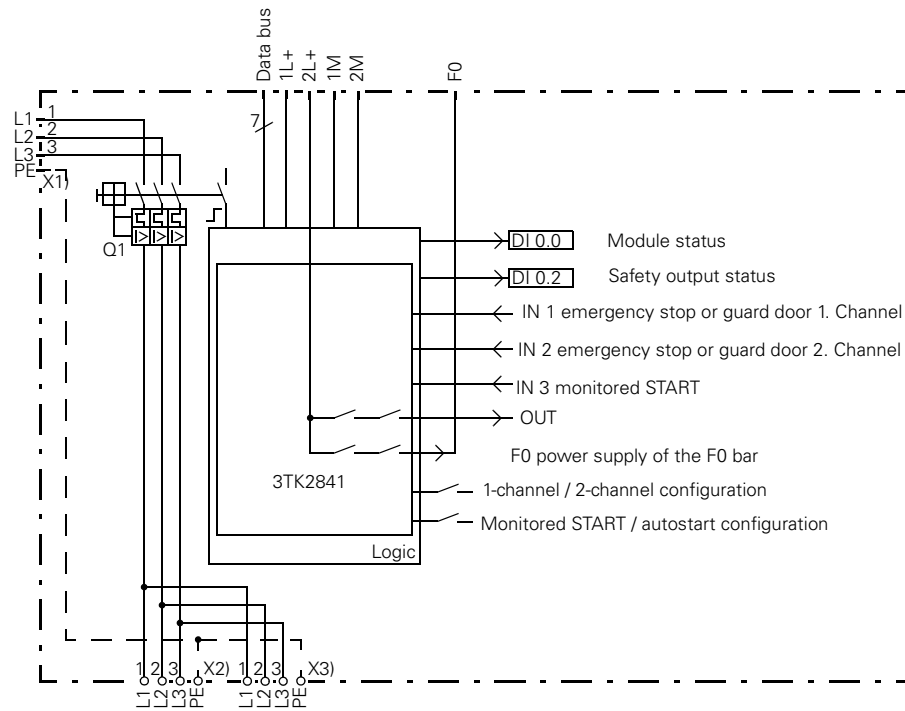 Data bus
1L+
2L+
1M
2M
F0
7
L1 1
L2 2
L3 3
PE
X1)
Q1
I> I> I>
DI 0.0 Module status
DI 0.2 Safety output status
IN 1 emergency stop or guard door 1. Channel
IN 2 emergency stop or guard door 2. Channel
IN 3 monitored START
OUT
F0 power supply of the F0 bar
3TK2841
1-channel / 2-channel configuration
Monitored START / autostart configuration
Logic
1 2 3 X2) 1 2 3 X3)
L1 L2 L3 PE L1 L2 L3 PE